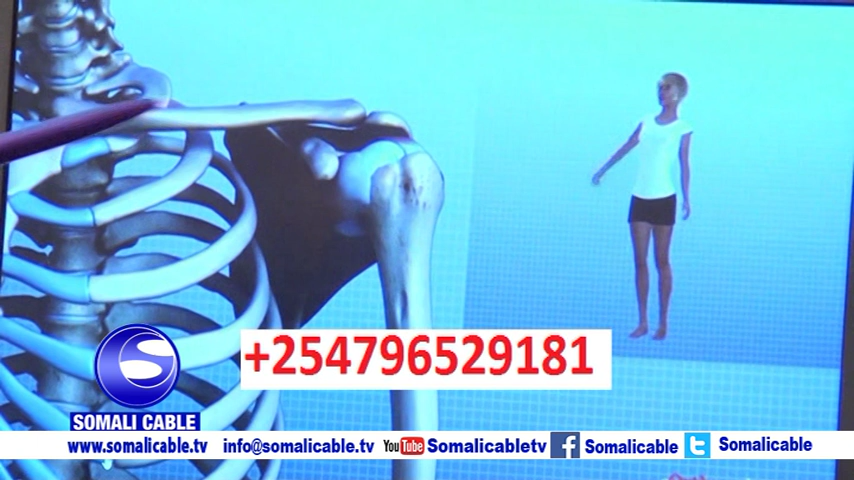 +254796529181
SOMALI CABLE
www.somalicable.tv info@somalicable.tv YouTube Somalicabletv f Somalicable t Somalicable